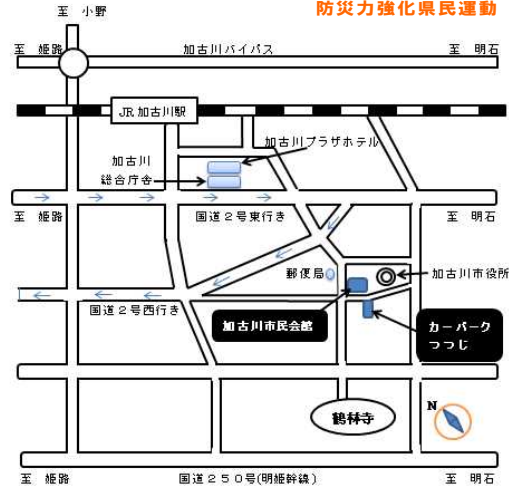 防災力強化県民運動
至 小野
至 姫路
加古川バイパス
至 明石
JR 加古川駅
加古川プラザホテル
加古川
総合庁舎
至 姫路
国道２号東行き
至 明石
郵便局
加古川市役所
国道２号西行き
加古川市民会館
カーパーク
つつじ
鶴林寺
N
至 姫路
国道２５０号(明姫幹線)
至 明石